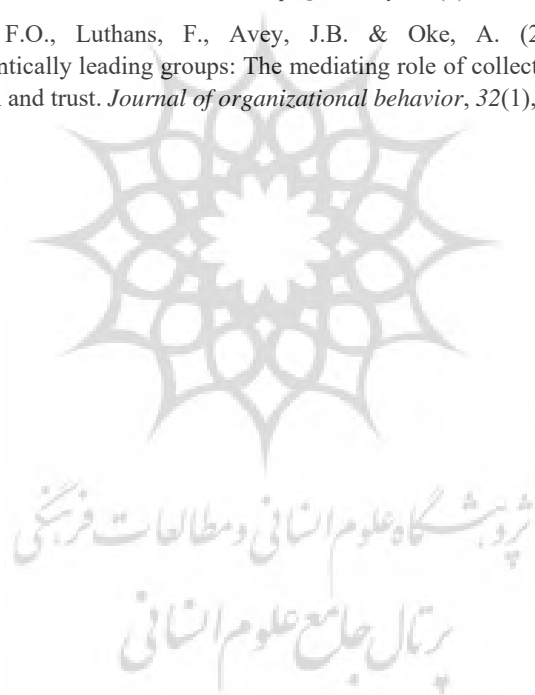 F.O., Luthans, F., Avey, J.B. & Oke, A. (2
ntically leading groups: The mediating role of collect
l and trust. Journal of organizational behavior, 32(1),
پژوهشگاه علوم انسانی و مطالعات فرهنگی
پرتال جامع علوم انسانی